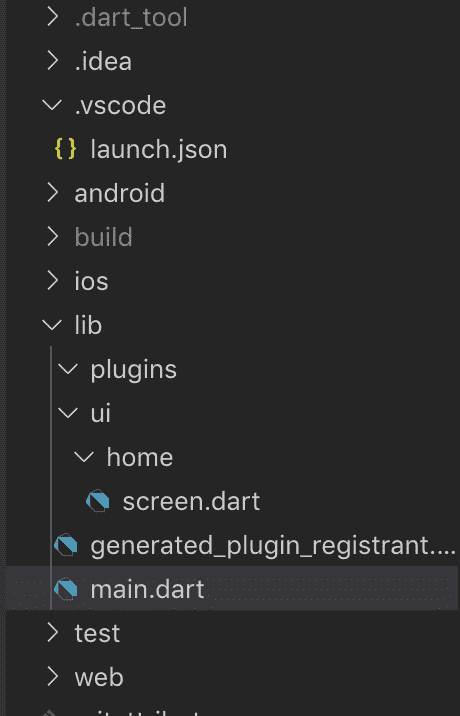 .dart_tool
.idea
.vscode
{} launch.json
android
build
ios
lib
plugins
ui
home
screen.dart
generated_plugin_registrant....
main.dart
test
web